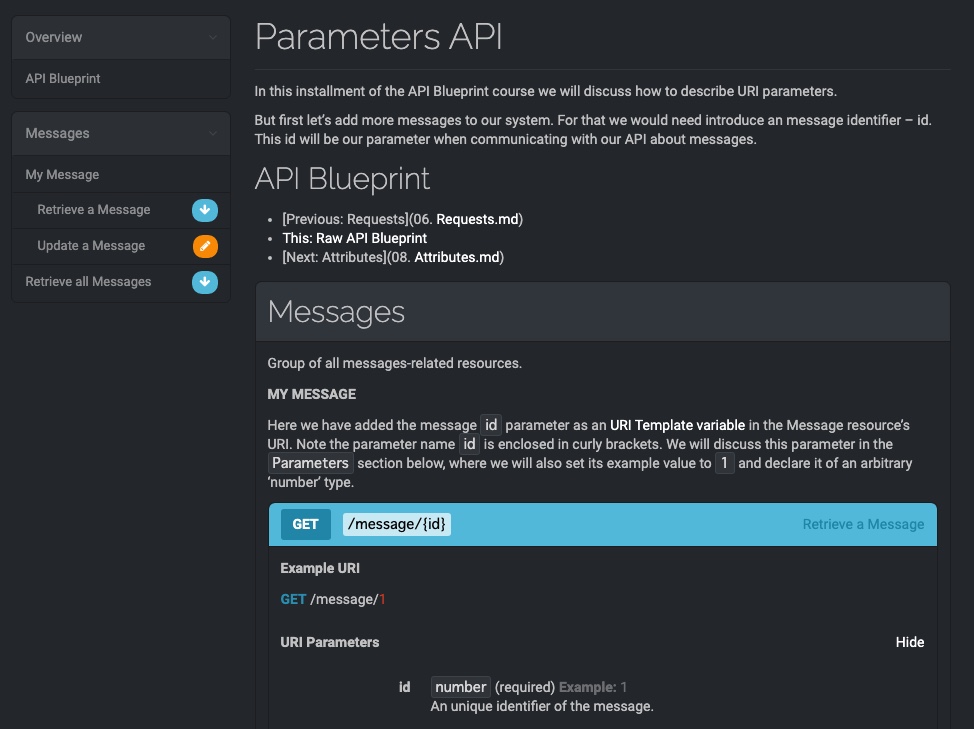 Overview
API Blueprint
Messages
My Message
Retrieve a Message
Update a Message
Retrieve all Messages
Parameters API
In this installment of the API Blueprint course we will discuss how to describe URI parameters.
But first let’s add more messages to our system. For that we would need introduce an message identifier – id.
This id will be our parameter when communicating with our API about messages.
API Blueprint
• [Previous: Requests](06. Requests.md)
• This: Raw API Blueprint
• [Next: Attributes](08. Attributes.md)
Messages
Group of all messages-related resources.
MY MESSAGE
Here we have added the message id parameter as an URI Template variable in the Message resource’s
URI. Note the parameter name id is enclosed in curly brackets. We will discuss this parameter in the
Parameters section below, where we will also set its example value to 1 and declare it of an arbitrary
‘number’ type.
GET /message/{id} Retrieve a Message
Example URI
GET /message/1
URI Parameters Hide
id number (required) Example: 1
An unique identifier of the message.